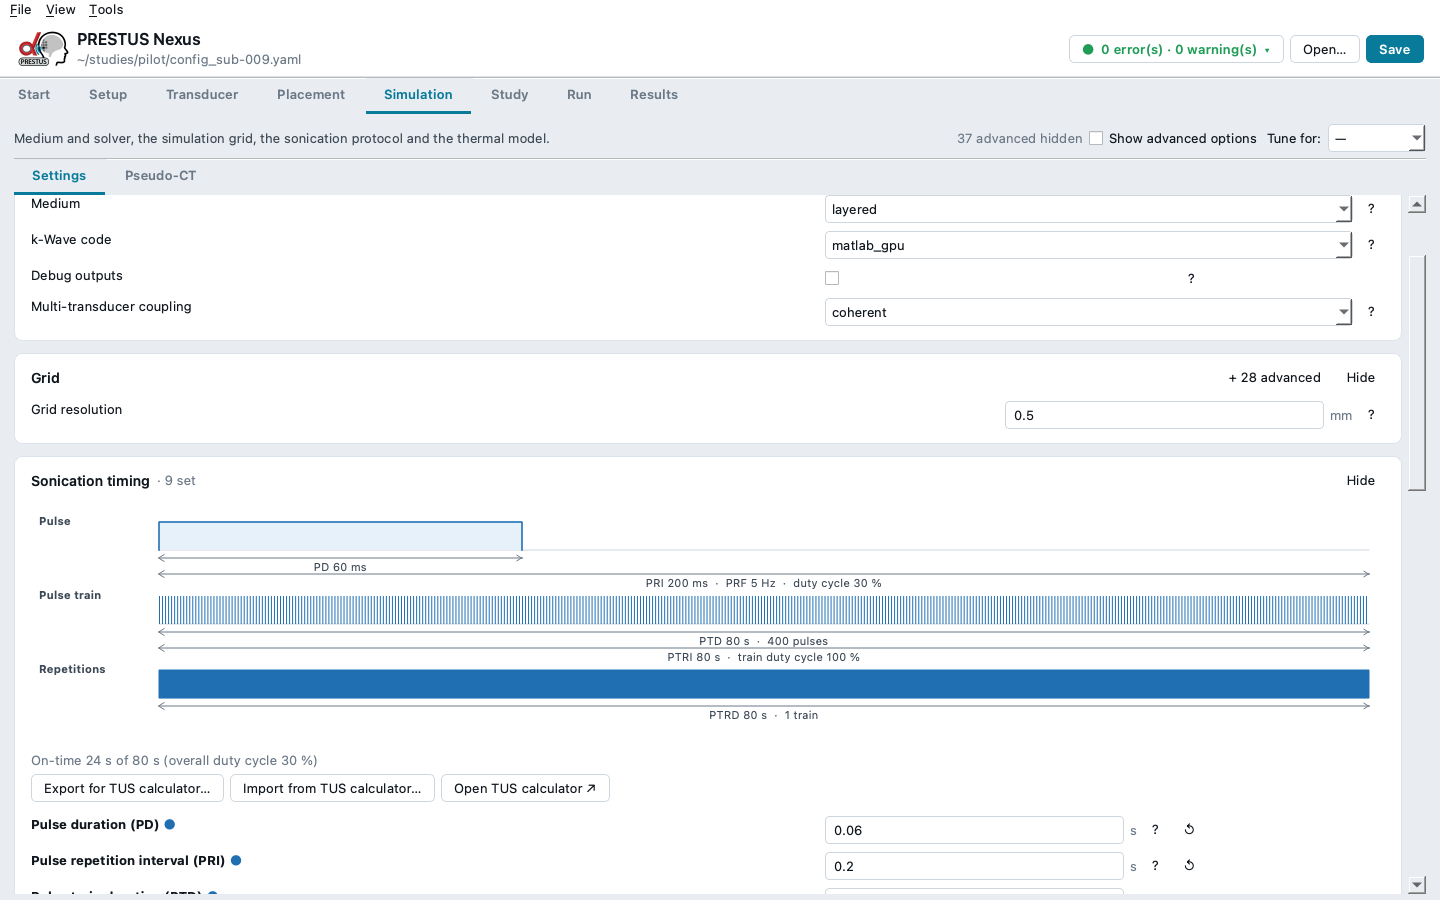 File View Tools
PRESTUS Nexus
~/studies/pilot/config_sub-009.yaml
PRESTUS
0 error(s) · 0 warning(s) ▾
Open...
Save
Start Setup Transducer Placement Simulation Study Run Results
Medium and solver, the simulation grid, the sonication protocol and the thermal model.
37 advanced hidden
Show advanced options
Tune for:
—
Settings Pseudo-CT
Medium
layered
?
k-Wave code
matlab_gpu
?
Debug outputs
?
Multi-transducer coupling
coherent
?
Grid
+ 28 advanced
Hide
Grid resolution
0.5
mm ?
Sonication timing · 9 set
Hide
Pulse
PD 60 ms
PRI 200 ms · PRF 5 Hz · duty cycle 30 %
Pulse train
PTD 80 s · 400 pulses
PTRI 80 s · train duty cycle 100 %
Repetitions
PTRD 80 s · 1 train
On-time 24 s of 80 s (overall duty cycle 30 %)
Export for TUS calculator...
Import from TUS calculator...
Open TUS calculator ↗
Pulse duration (PD)
0.06
s ?
Pulse repetition interval (PRI)
0.2
s ?